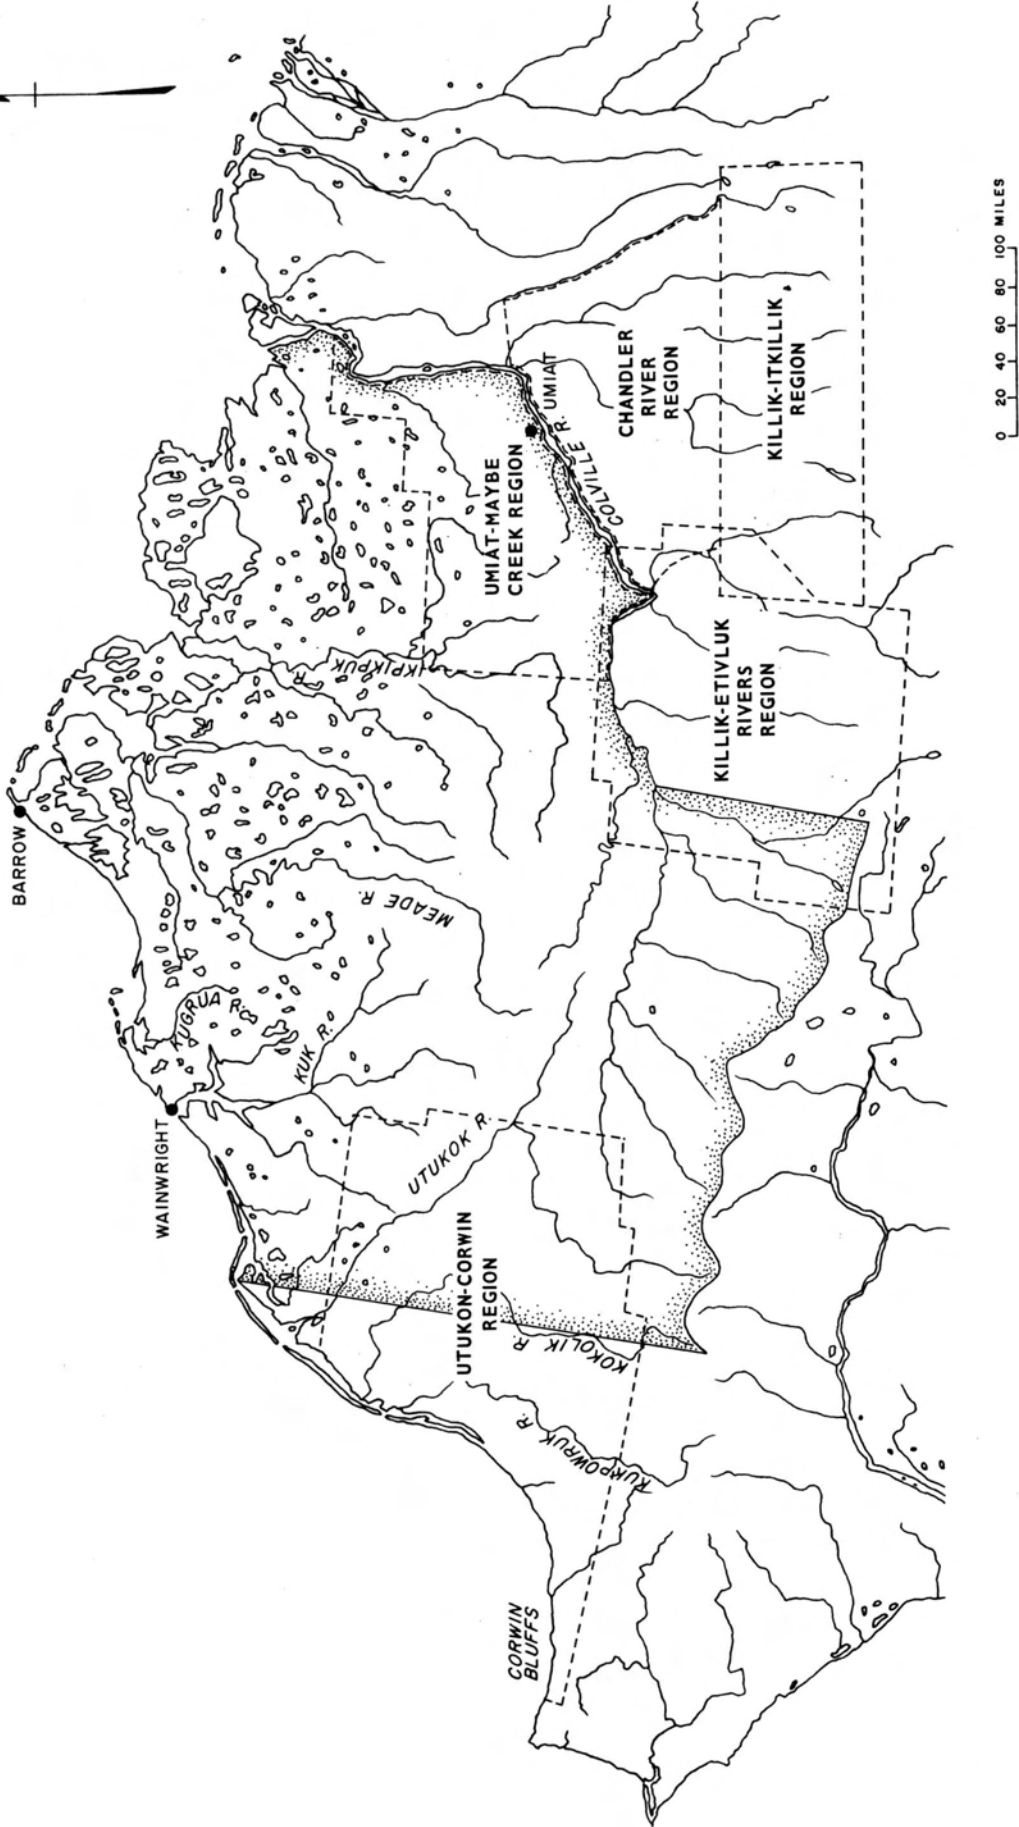 BARROW
WAINWRIGHT
KUGRUA R.
KUK R.
MEADE R.
IKPIKPUK
R.
UTUKOK R.
UTUKON-CORWIN
REGION
KOKOLIK R
KUKPOWRUK R.
CORWIN
BLUFFS
UMIAT-MAYBE
CREEK REGION
COLVILLE R.
UMIAT
CHANDLER
RIVER
REGION
KILLIK-ITKILLIK
REGION
KILLIK-ETIVLUK
RIVERS
REGION
0 20 40 60 80 100 MILES